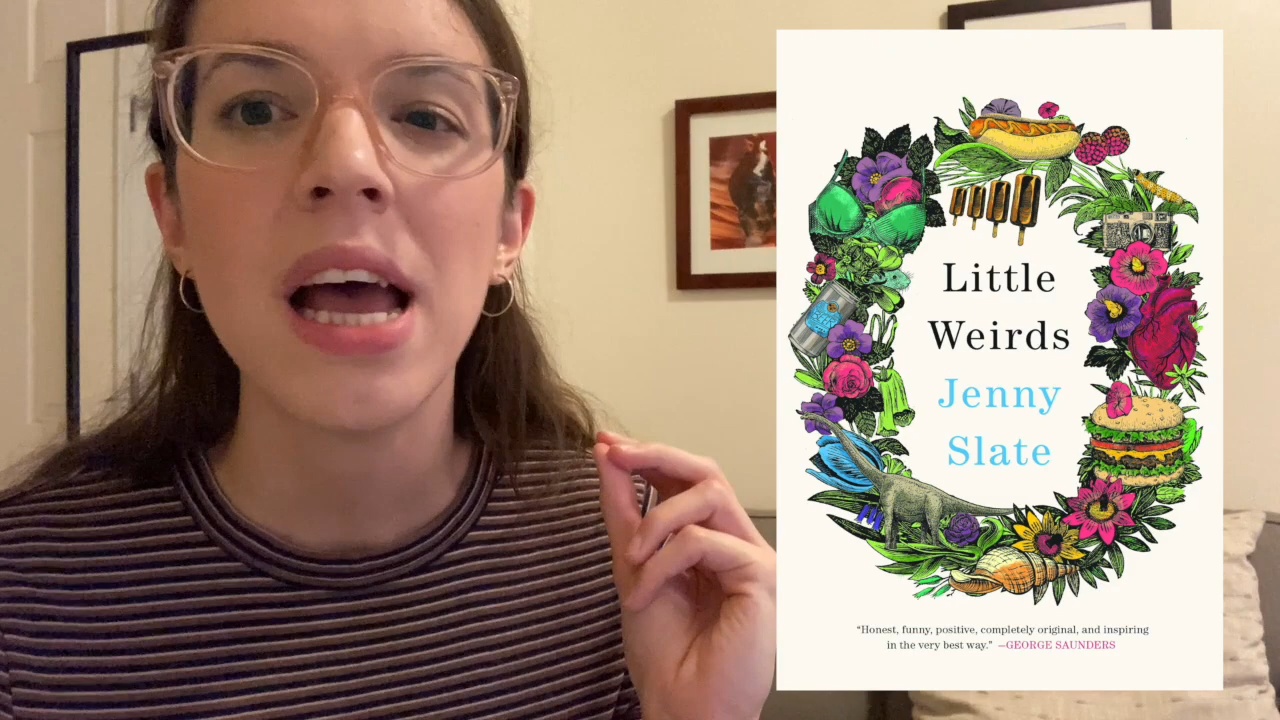 Little
Weirds
Jenny
Slate
“Honest, funny, positive, completely original, and inspiring
in the very best way.” —GEORGE SAUNDERS